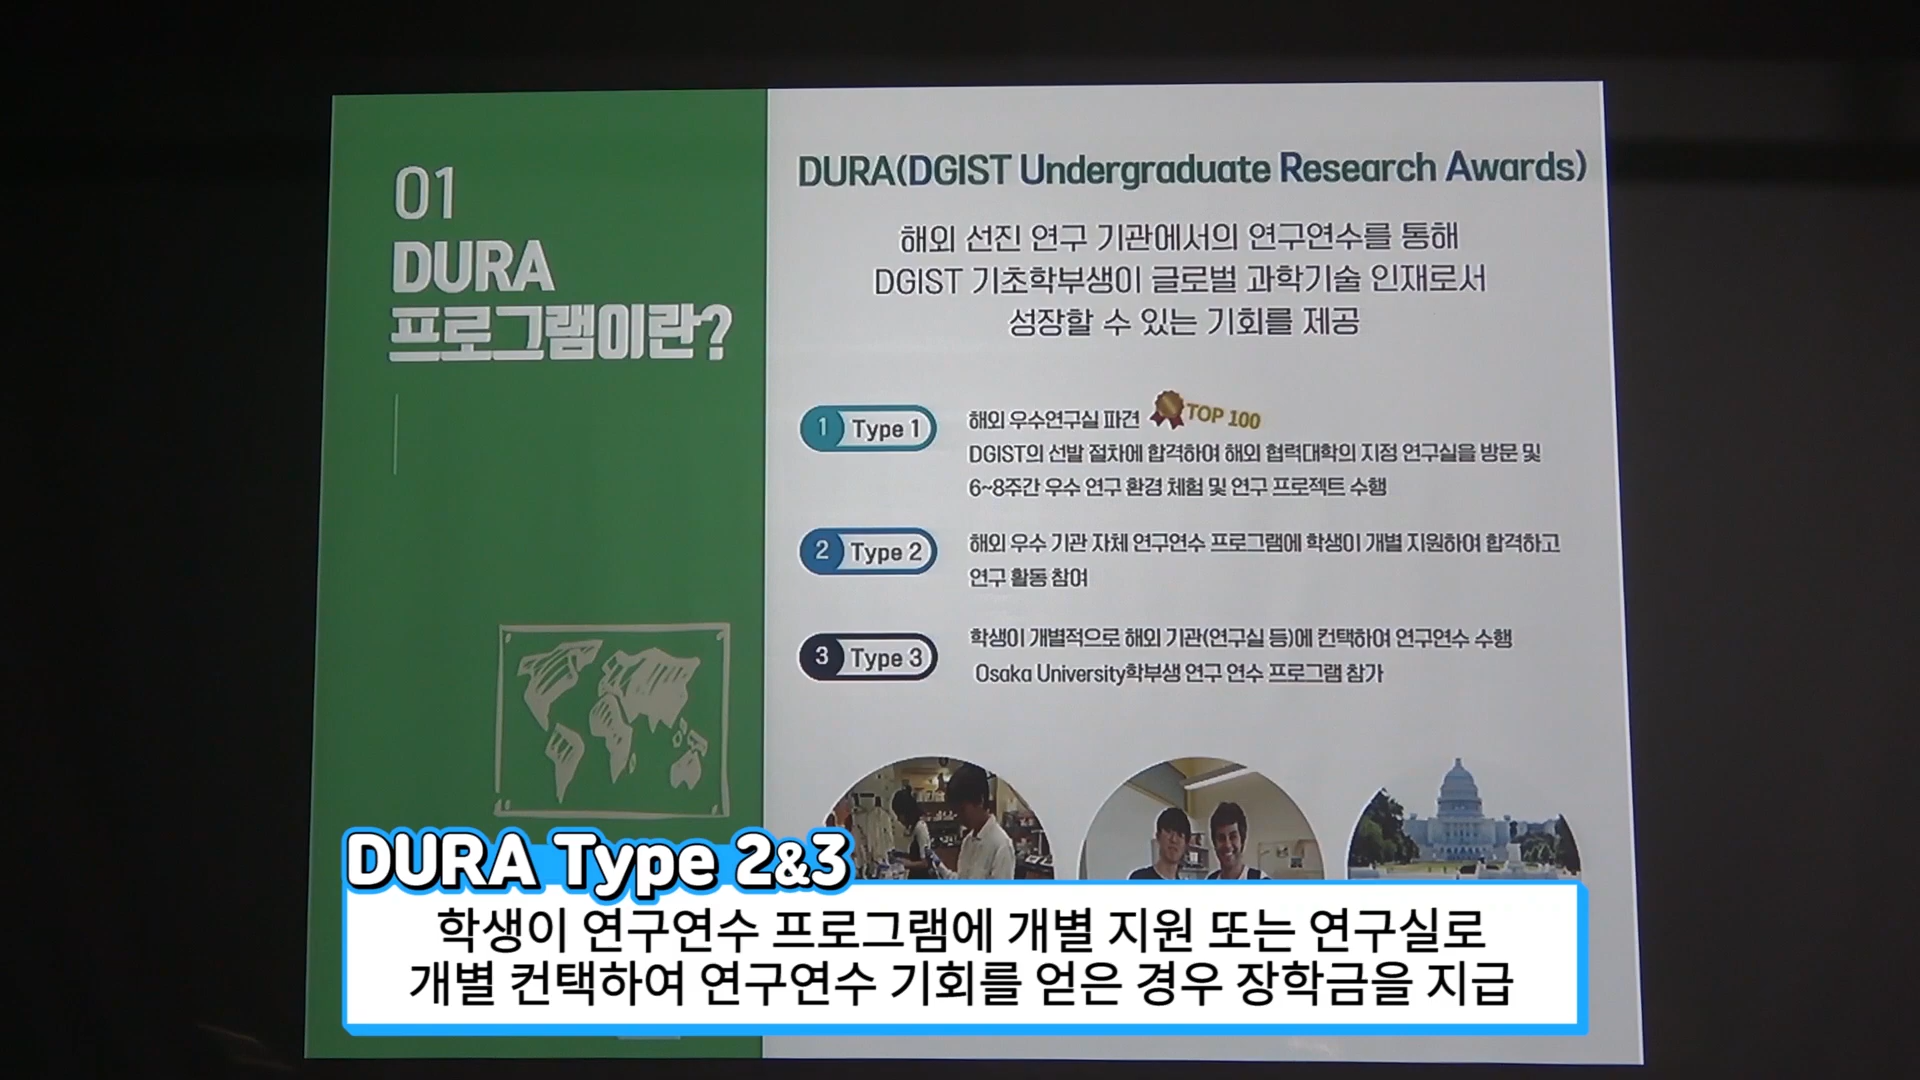 01
DURA
프로그램이란?
DURA(DGIST Undergraduate Research Awards)
해외 선진 연구 기관에서의 연구연수를 통해
DGIST 기초학부생이 글로벌 과학기술 인재로서
성장할 수 있는 기회를 제공
1 Type 1
해외 우수연구실 파견 TOP 100
DGIST의 선발 절차에 합격하여 해외 협력대학의 지정 연구실을 방문 및
6~8주간 우수 연구 환경 체험 및 연구 프로젝트 수행
2 Type 2
해외 우수 기관 자체 연구연수 프로그램에 학생이 개별 지원하여 합격하고
연구 활동 참여
3 Type 3
학생이 개별적으로 해외 기관(연구실 등)에 컨택하여 연구연수 수행
Osaka University학부생 연구 연수 프로그램 참가
DURA Type 2&3
학생이 연구연수 프로그램에 개별 지원 또는 연구실로
개별 컨택하여 연구연수 기회를 얻은 경우 장학금을 지급